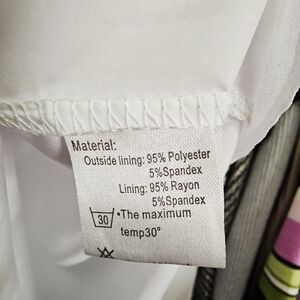 Material:
Outside lining: 95% Polyester
5%Spandex
Lining: 95% Rayon
5%Spandex
30 •The maximum
temp30°